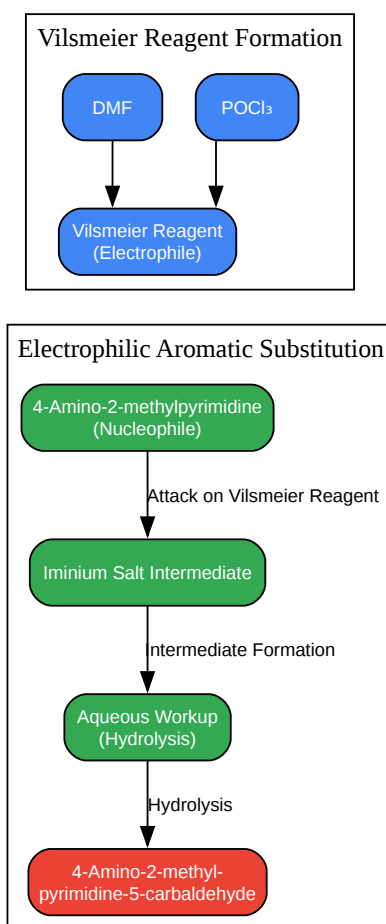 Vilsmeier Reagent Formation
DMF
POCl₃
Vilsmeier Reagent
(Electrophile)
Electrophilic Aromatic Substitution
4-Amino-2-methylpyrimidine
(Nucleophile)
Attack on Vilsmeier Reagent
Iminium Salt Intermediate
Intermediate Formation
Aqueous Workup
(Hydrolysis)
Hydrolysis
4-Amino-2-methyl-
pyrimidine-5-carbaldehyde